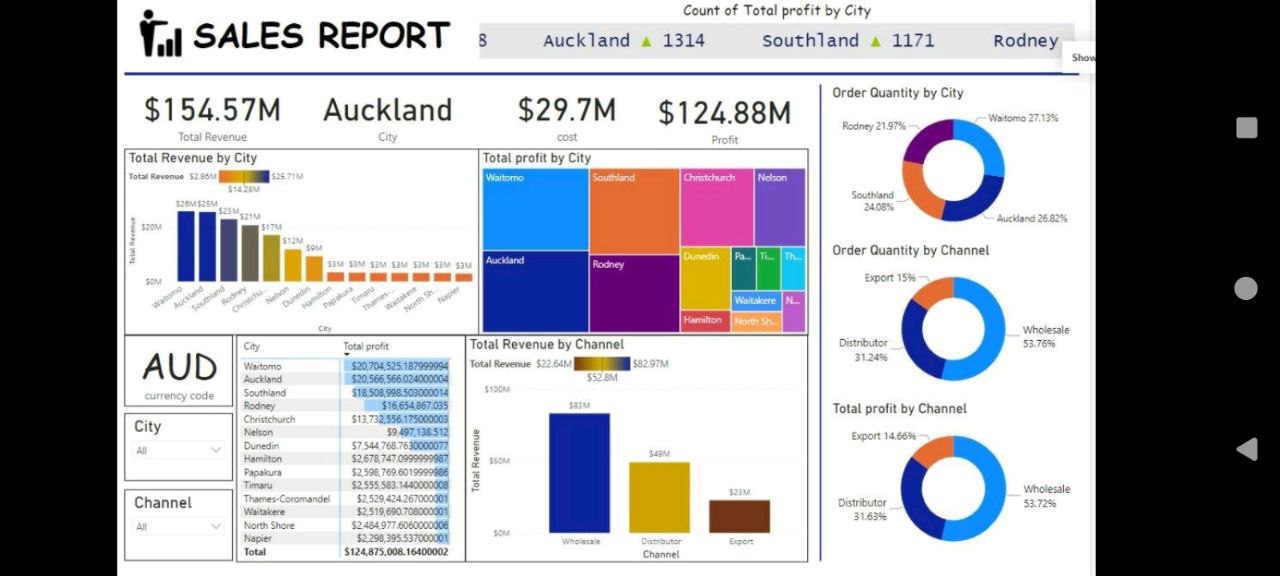 Count of Total profit by City
SALES REPORT
8 Auckland ▲ 1314 Southland ▲ 1171 Rodney
Show
$154.57M
Total Revenue
Auckland
City
$29.7M
cost
$124.88M
Profit
Total Revenue by City
Total Revenue $2.86M $25.71M
$14.28M
Total Revenue
$20M
$0M
$26M $25M $23M $21M $17M $12M $9M $3M $3M $3M $3M $3M $3M $3M
Waitomo Auckland Southland Rodney Christchu... Nelson Dunedin Hamilton Papakura Timaru Thames-... Waitakere North Sh... Napier
City
Total profit by City
Waitomo
Southland
Christchurch
Nelson
Auckland
Rodney
Dunedin
Pa...
Ti...
Th...
Waitakere
N...
Hamilton
North Sh...
AUD
currency code
City
All
Channel
All
City Total profit
Waitomo $20,704,525.187999994
Auckland $20,566,566.024000004
Southland $18,508,998.503000014
Rodney $16,654,867.035
Christchurch $13,732,556.175000003
Nelson $9,497,138.512
Dunedin $7,544,768.7630000077
Hamilton $2,678,747.0999999987
Papakura $2,598,769.6019999986
Timaru $2,555,583.1440000008
Thames-Coromandel $2,529,424.267000001
Waitakere $2,519,690.708000001
North Shore $2,484,977.6060000006
Napier $2,298,395.537000001
Total $124,875,008.16400002
Total Revenue by Channel
Total Revenue $22.64M $82.97M
$52.8M
Total Revenue
$100M
$50M
$0M
$83M
$49M
$23M
Wholesale Distributor Export
Channel
Order Quantity by City
Rodney 21.97%
Waitomo 27.13%
Southland
24.08%
Auckland 26.82%
Order Quantity by Channel
Export 15%
Distributor
31.24%
Wholesale
53.76%
Total profit by Channel
Export 14.66%
Distributor
31.63%
Wholesale
53.72%